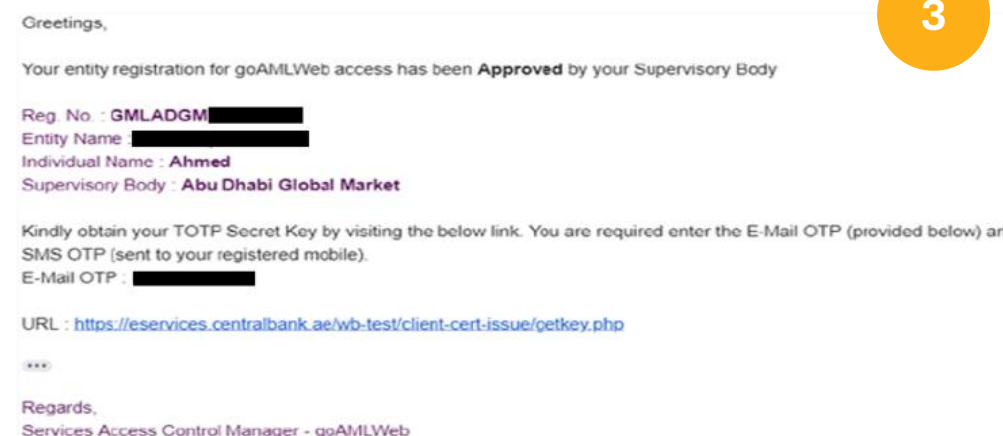 3
Greetings,
Your entity registration for goAMLWeb access has been Approved by your Supervisory Body
Reg. No. : GMLADGM
Entity Name :
Individual Name : Ahmed
Supervisory Body : Abu Dhabi Global Market
Kindly obtain your TOTP Secret Key by visiting the below link. You are required enter the E-Mail OTP (provided below) ar
SMS OTP (sent to your registered mobile).
E-Mail OTP :
URL : https://eservices.centralbank.ae/wb-test/client-cert-issue/getkey.php
•••
Regards,
Services Access Control Manager - goAMLWeb